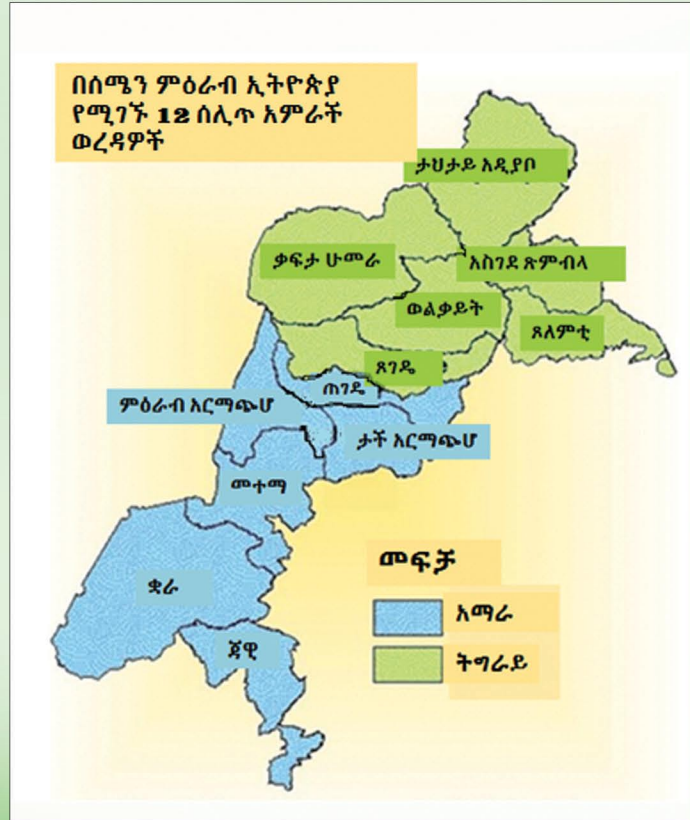 በሰሜን ምዕራብ ኢትዮጵያ
የሚገኙ 12 ሰሊጥ አምራች
ወረዳዎች
ታህታይ አዲያቦ
ቃፍታ ሁመራ
አስገደ ጽምብላ
ወልቃይት
ጸለምቲ
ጸገዴ
ጠገዴ
ምዕራብ አርማጭሆ
ታች አርማጭሆ
መተማ
ቋራ
ጃዊ
መፍቻ
አማራ
ትግራይ